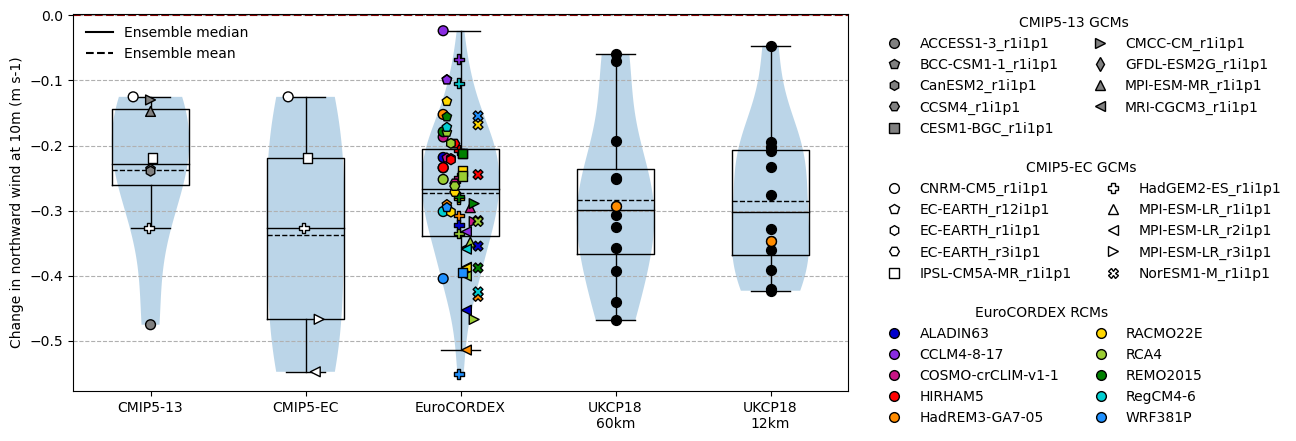 Change in northward wind at 10m (m s-1)
0.0
−0.1
−0.2
−0.3
−0.4
−0.5
Ensemble median
Ensemble mean
CMIP5-13
CMIP5-EC
EuroCORDEX
UKCP18
60km
UKCP18
12km
CMIP5-13 GCMs
ACCESS1-3_r1i1p1
BCC-CSM1-1_r1i1p1
CanESM2_r1i1p1
CCSM4_r1i1p1
CESM1-BGC_r1i1p1
CMCC-CM_r1i1p1
GFDL-ESM2G_r1i1p1
MPI-ESM-MR_r1i1p1
MRI-CGCM3_r1i1p1
CMIP5-EC GCMs
CNRM-CM5_r1i1p1
EC-EARTH_r12i1p1
EC-EARTH_r1i1p1
EC-EARTH_r3i1p1
IPSL-CM5A-MR_r1i1p1
HadGEM2-ES_r1i1p1
MPI-ESM-LR_r1i1p1
MPI-ESM-LR_r2i1p1
MPI-ESM-LR_r3i1p1
NorESM1-M_r1i1p1
EuroCORDEX RCMs
ALADIN63
CCLM4-8-17
COSMO-crCLIM-v1-1
HIRHAM5
HadREM3-GA7-05
RACMO22E
RCA4
REMO2015
RegCM4-6
WRF381P